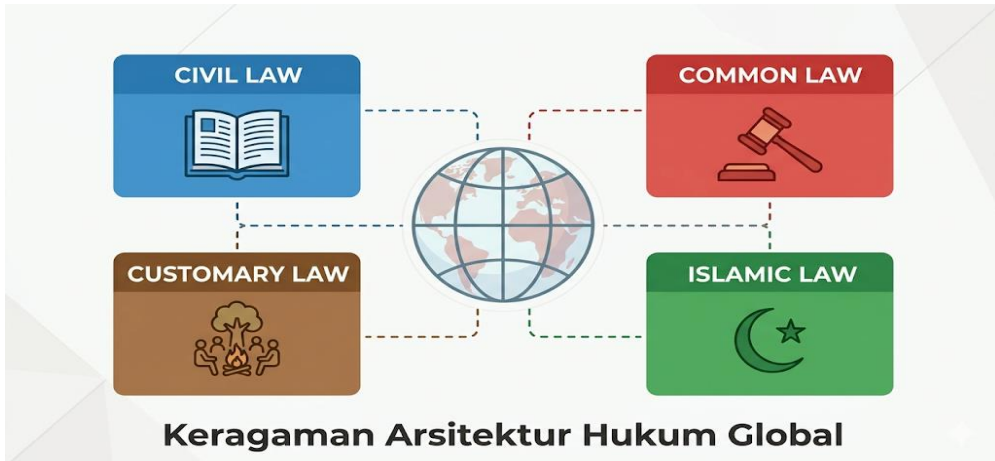 CIVIL LAW
COMMON LAW
CUSTOMARY LAW
ISLAMIC LAW
Keragaman Arsitektur Hukum Global